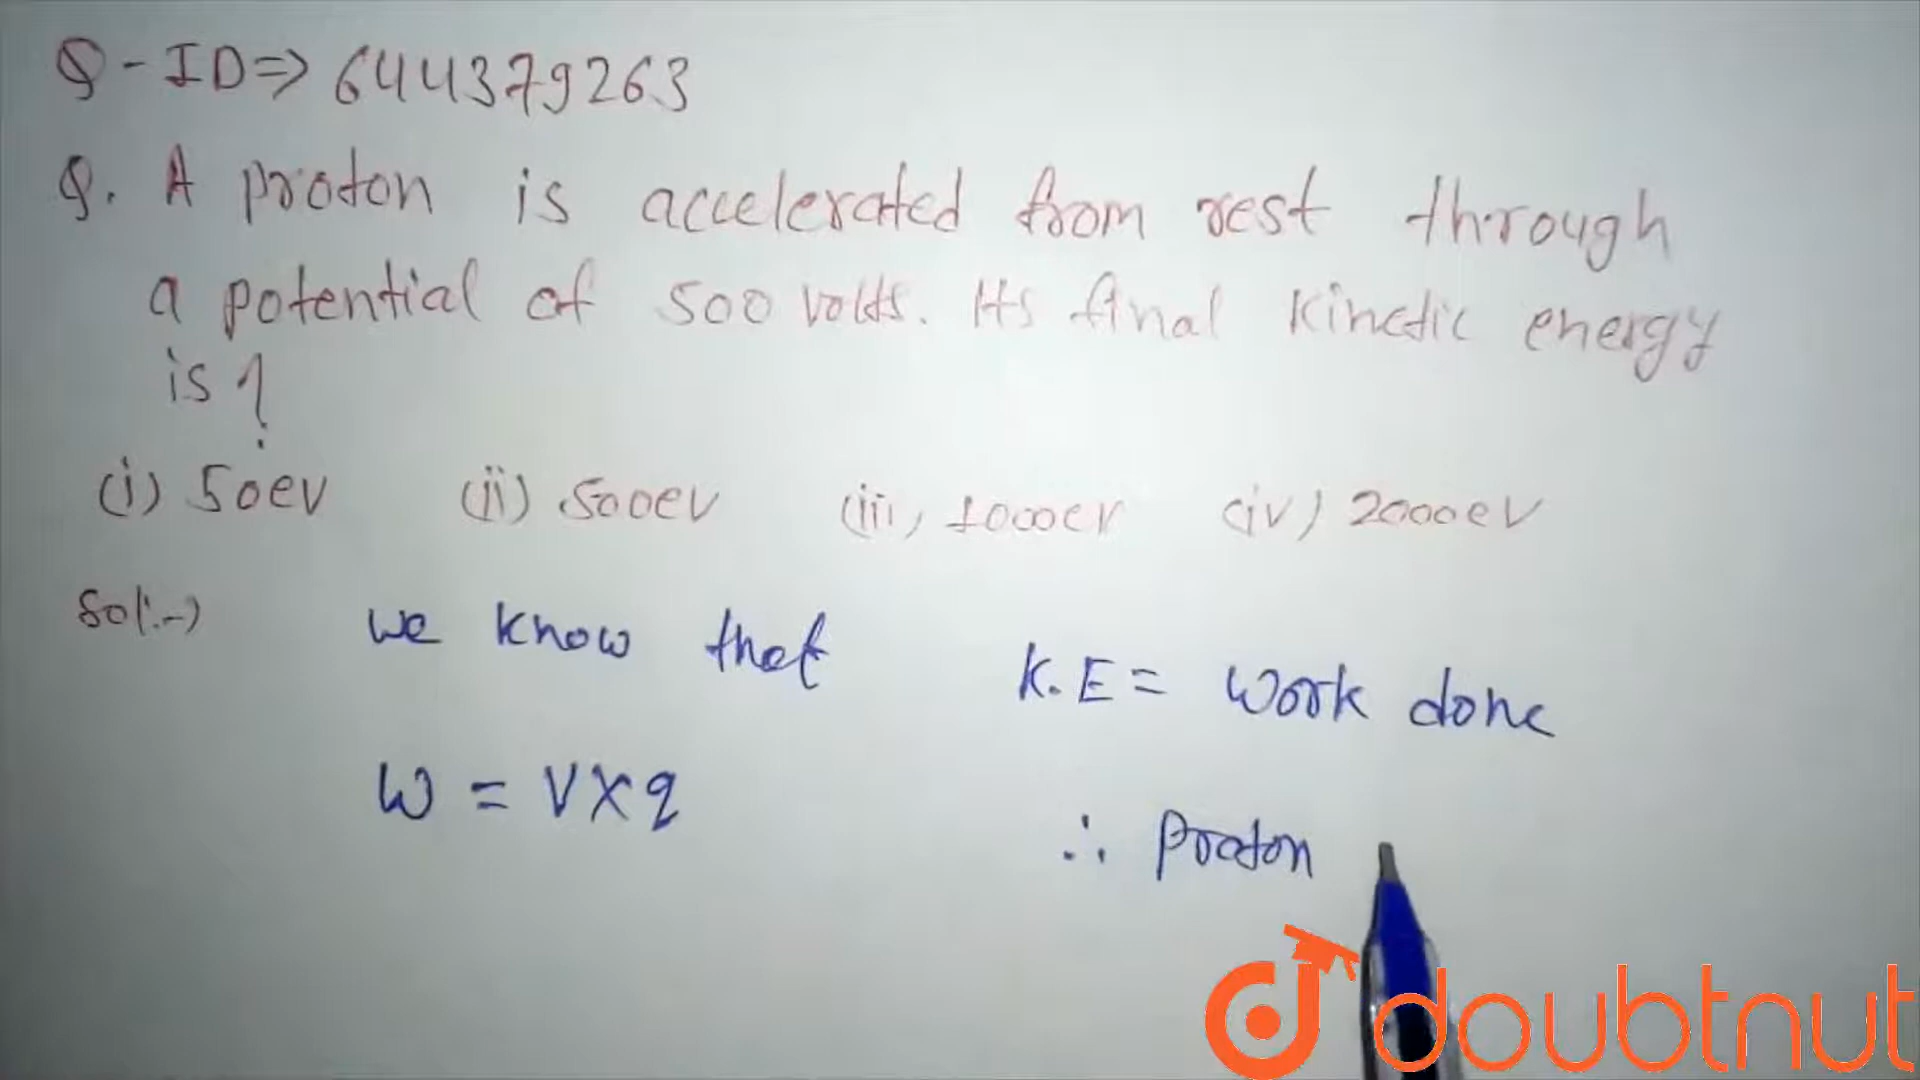 Q-ID⇒ 644379263
Q. A proton is accelerated from rest through
a potential of 500 volts. Its final Kinetic energy
is ?
(i) 50ev (ii) 500ev (iii) 1000ev (iv) 2000ev
Sol:-) we know that K.E = Work done
W = V×q ∴ Proton
doubtnut